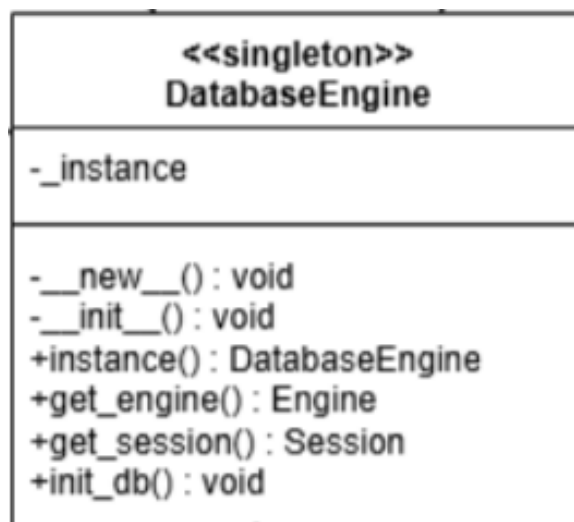 <<singleton>>
DatabaseEngine
-_instance
-__new__() : void
-__init__() : void
+instance() : DatabaseEngine
+get_engine() : Engine
+get_session() : Session
+init_db() : void